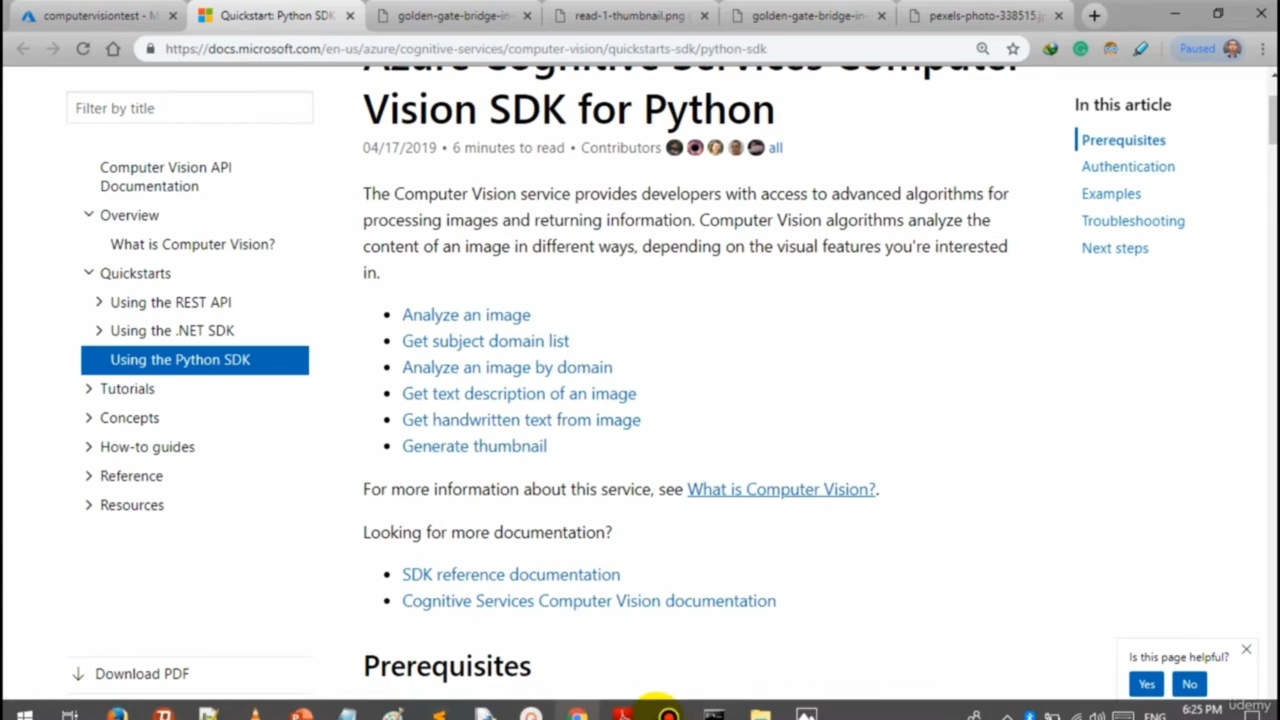 computervisiontest - M
Quickstart: Python SDK
golden-gate-bridge-in-
read-1-thumbnail.png (
golden-gate-bridge-in-
pexels-photo-338515.jp
https://docs.microsoft.com/en-us/azure/cognitive-services/computer-vision/quickstarts-sdk/python-sdk
Paused
Azure Cognitive Services Computer
Vision SDK for Python
04/17/2019 • 6 minutes to read • Contributors all
Filter by title
Computer Vision API
Documentation
Overview
What is Computer Vision?
Quickstarts
Using the REST API
Using the .NET SDK
Using the Python SDK
Tutorials
Concepts
How-to guides
Reference
Resources
Download PDF
The Computer Vision service provides developers with access to advanced algorithms for
processing images and returning information. Computer Vision algorithms analyze the
content of an image in different ways, depending on the visual features you're interested
in.
• Analyze an image
• Get subject domain list
• Analyze an image by domain
• Get text description of an image
• Get handwritten text from image
• Generate thumbnail
For more information about this service, see What is Computer Vision?.
Looking for more documentation?
• SDK reference documentation
• Cognitive Services Computer Vision documentation
Prerequisites
In this article
Prerequisites
Authentication
Examples
Troubleshooting
Next steps
Is this page helpful?
Yes
No
ENG
6:25 PM
udemy